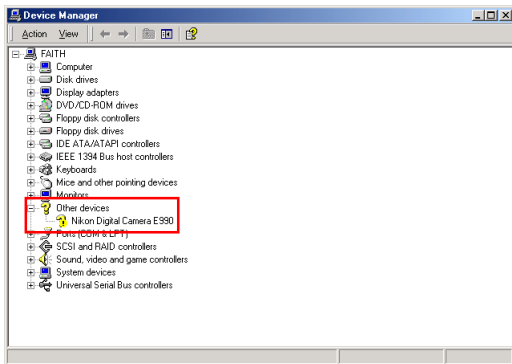 Device Manager
Action View
FAITH
Computer
Disk drives
Display adapters
DVD/CD-ROM drives
Floppy disk controllers
Floppy disk drives
IDE ATA/ATAPI controllers
IEEE 1394 Bus host controllers
Keyboards
Mice and other pointing devices
Monitors
Other devices
Nikon Digital Camera E990
Ports (COM & LPT)
SCSI and RAID controllers
Sound, video and game controllers
System devices
Universal Serial Bus controllers